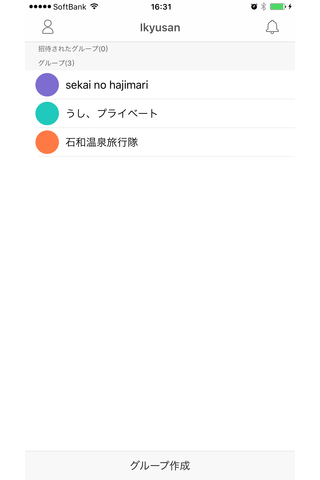 SoftBank 16:31
Ikyusan
招待されたグループ(0)
グループ(3)
sekai no hajimari
うし、プライベート
石和温泉旅行隊
グループ作成